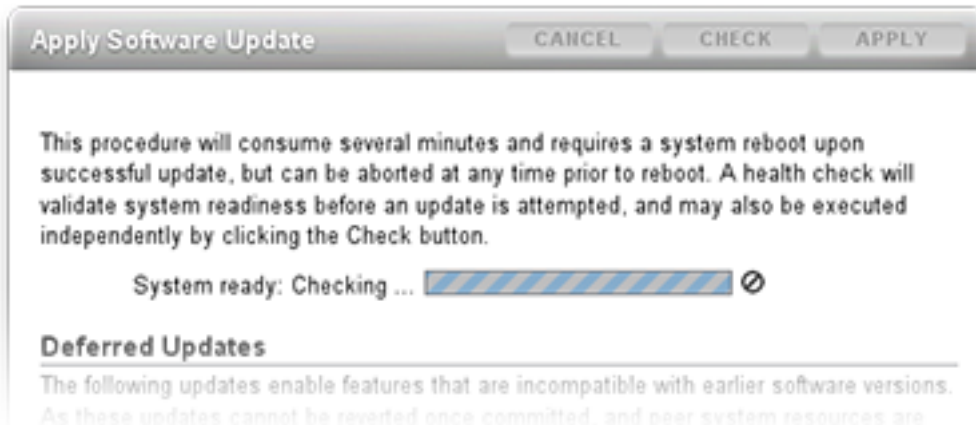 Apply Software Update CANCEL CHECK APPLY
This procedure will consume several minutes and requires a system reboot upon
successful update, but can be aborted at any time prior to reboot. A health check will
validate system readiness before an update is attempted, and may also be executed
independently by clicking the Check button.
System ready: Checking ...
Deferred Updates
The following updates enable features that are incompatible with earlier software versions.
As these updates cannot be reverted once committed, and peer system resources are